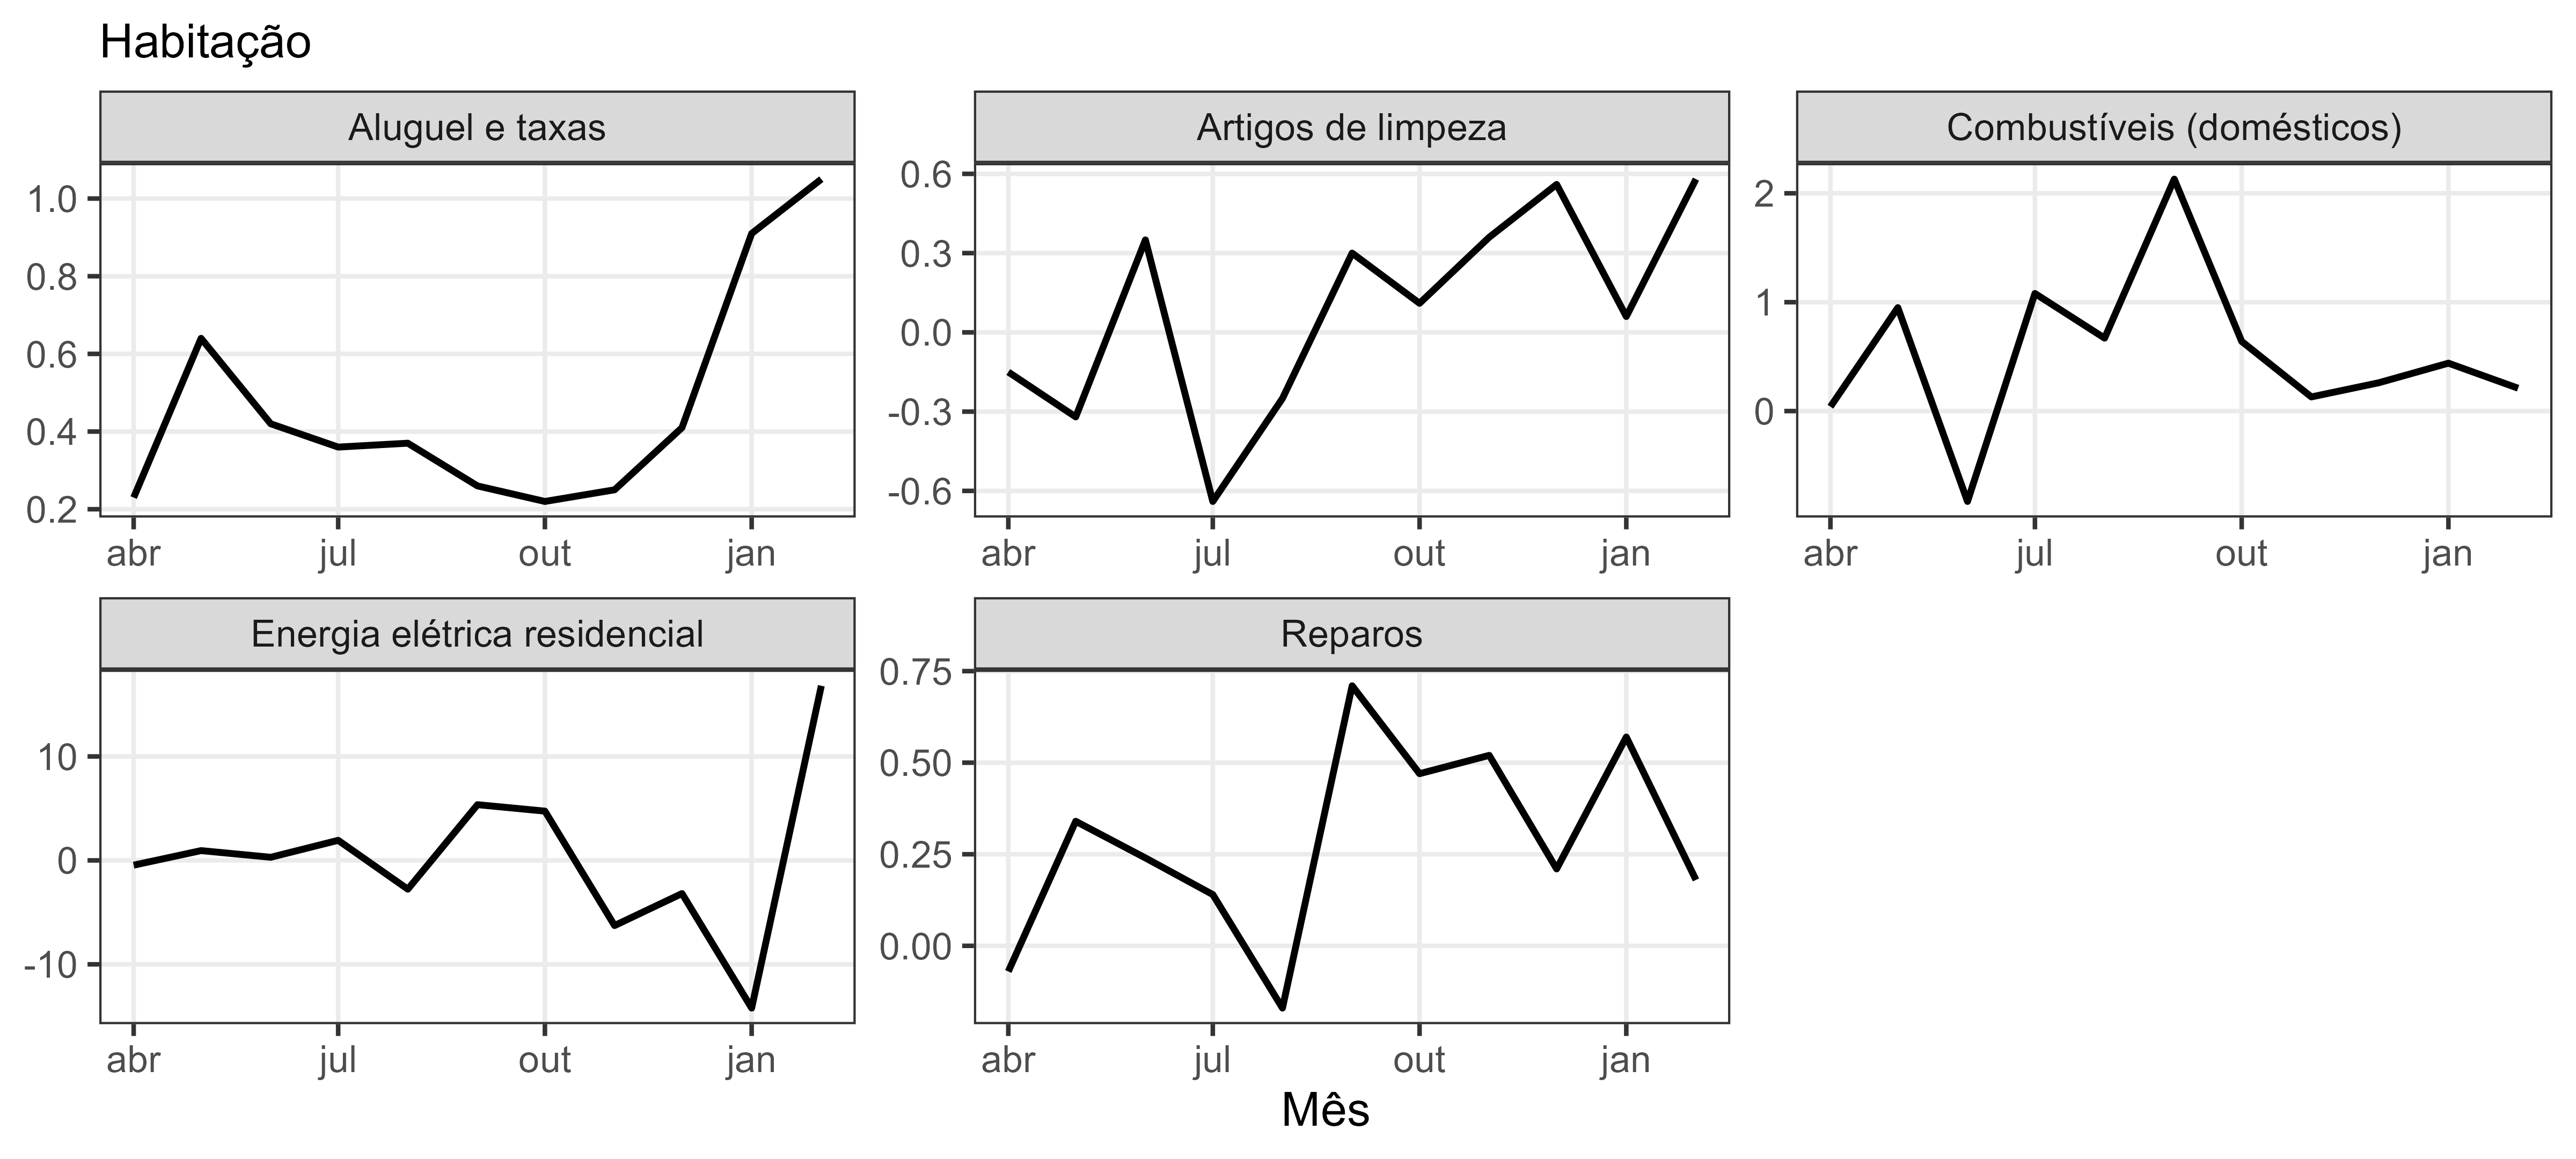 Habitação
Aluguel e taxas
1.0
0.8
0.6
0.4
0.2
abr jul out jan
Artigos de limpeza
0.6
0.3
0.0
-0.3
-0.6
abr jul out jan
Combustíveis (domésticos)
2
1
0
abr jul out jan
Energia elétrica residencial
10
0
-10
abr jul out jan
Reparos
0.75
0.50
0.25
0.00
abr jul out jan
Mês